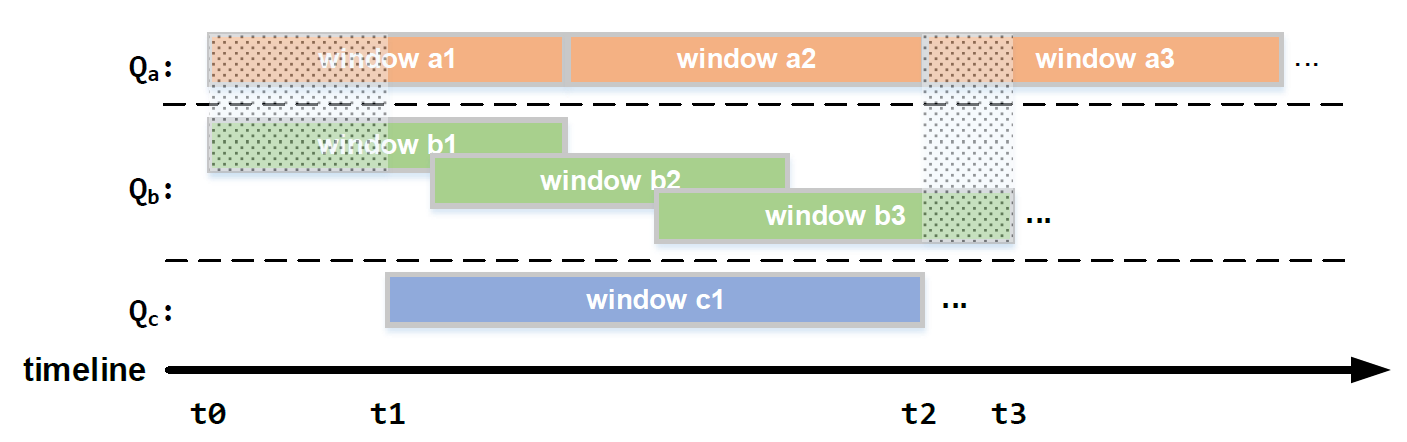 Qa: window a1 window a2 window a3 ...
window b1
Qb: window b2
window b3 ...
Qc: window c1 ...
timeline
t0 t1 t2 t3